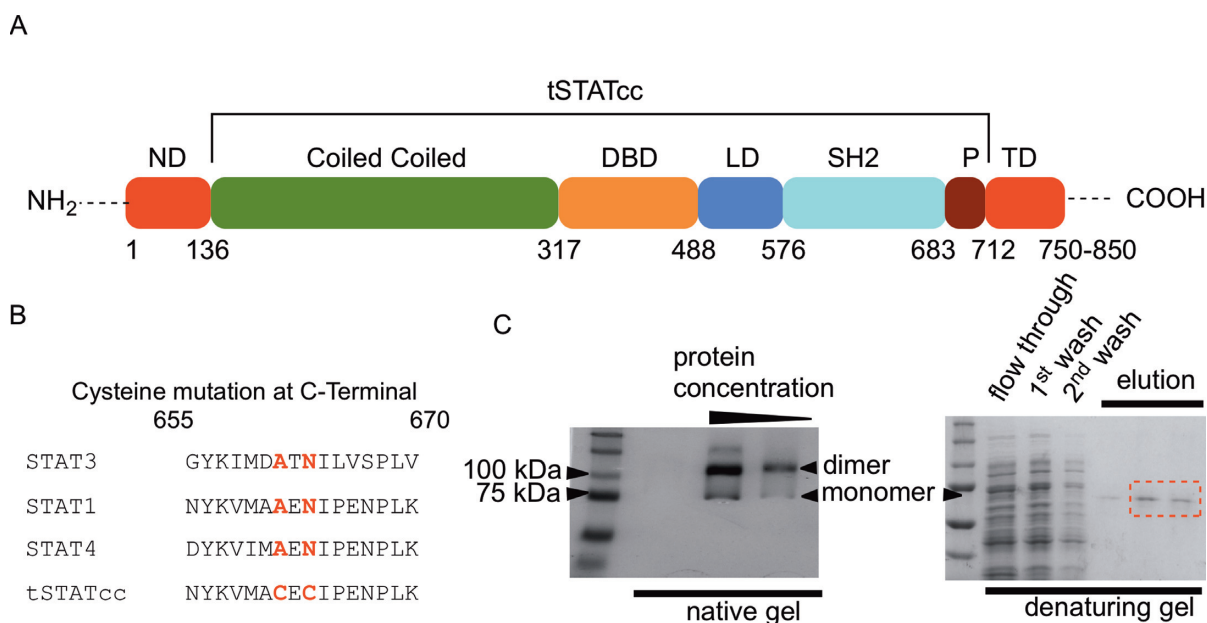 A
tSTATcc
ND Coiled Coiled DBD LD SH2 P TD
NH2 COOH
1 136 317 488 576 683 712 750-850
B
Cysteine mutation at C-Terminal
655 670
STAT3 GYKIMDATNILVSPLV
STAT1 NYKVMAAENIPENPLK
STAT4 DYKVIMAENIPENPLK
tSTATcc NYKVMACECIPENPLK
C
protein
concentration
100 kDa
75 kDa
dimer
monomer
native gel
flow through
1st wash
2nd wash
elution
denaturing gel